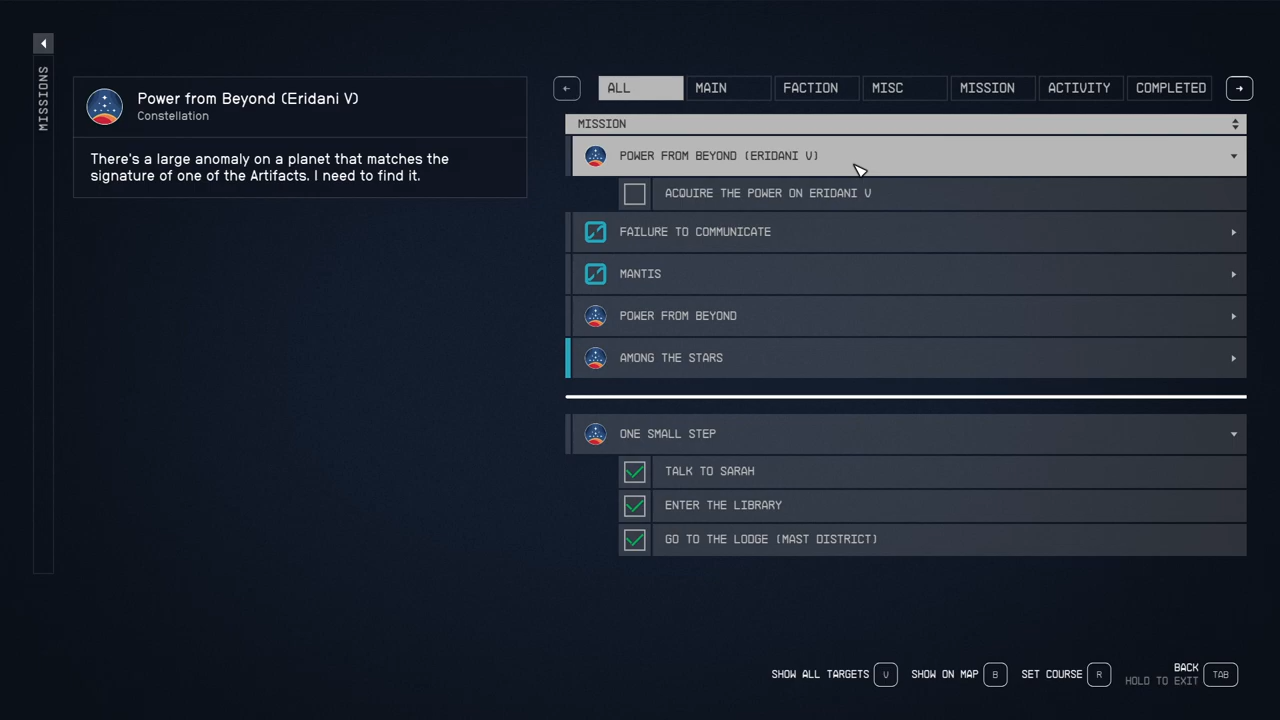 MISSIONS
Power from Beyond (Eridani V)
Constellation
There's a large anomaly on a planet that matches the
signature of one of the Artifacts. I need to find it.
ALL
MAIN
FACTION
MISC
MISSION
ACTIVITY
COMPLETED
MISSION
POWER FROM BEYOND (ERIDANI V)
ACQUIRE THE POWER ON ERIDANI V
FAILURE TO COMMUNICATE
MANTIS
POWER FROM BEYOND
AMONG THE STARS
ONE SMALL STEP
TALK TO SARAH
ENTER THE LIBRARY
GO TO THE LODGE (MAST DISTRICT)
SHOW ALL TARGETS V
SHOW ON MAP B
SET COURSE R
BACK
HOLD TO EXIT
TAB